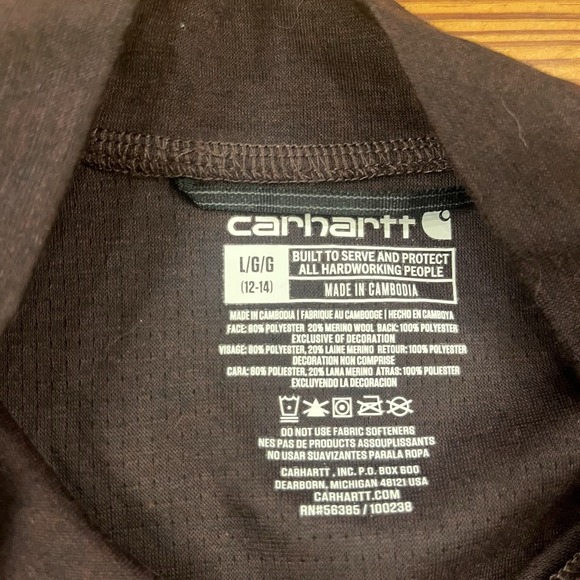 carhartt
L/G/G
(12-14)
BUILT TO SERVE AND PROTECT
ALL HARDWORKING PEOPLE
MADE IN CAMBODIA
MADE IN CAMBODIA | FABRIQUE AU CAMBODGE | HECHO EN CAMBOYA
FACE: 80% POLYESTER 20% MERINO WOOL BACK: 100% POLYESTER
EXCLUSIVE OF DECORATION
VISAGE: 80% POLYESTER, 20% LAINE MERINO RETOUR: 100% POLYESTER
DECORATION NON COMPRISE
CARA: 80% POLYESTER, 20% LANA MERINO ATRAS: 100% POLYESTER
EXCLUYENDO LA DECORACION
DO NOT USE FABRIC SOFTENERS
NES PAS DE PRODUCTS ASSOUPLISSANTS
NO USAR SUAVIZANTES PARALA ROPA
CARHARTT , INC. P.O. BOX 600
DEARBORN, MICHIGAN 48121 USA
CARHARTT.COM
RN#56385 / 100238